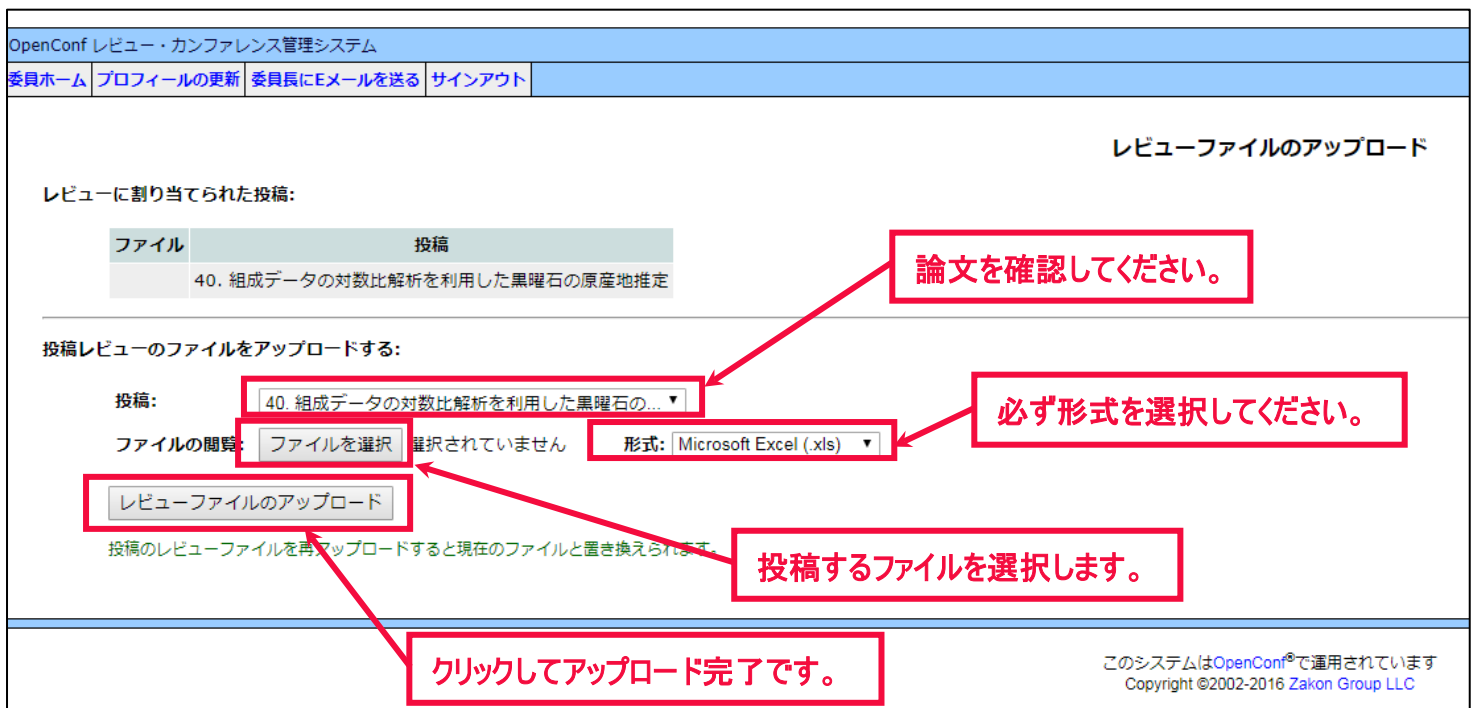 OpenConf レビュー・カンファレンス管理システム
委員ホーム プロフィールの更新 委員長にEメールを送る サインアウト
レビューファイルのアップロード
レビューに割り当てられた投稿:
ファイル 投稿
40. 組成データの対数比解析を利用した黒曜石の原産地推定
論文を確認してください。
投稿レビューのファイルをアップロードする:
投稿: 40. 組成データの対数比解析を利用した黒曜石の... ▼
必ず形式を選択してください。
ファイルの閲覧: ファイルを選択 選択されていません 形式: Microsoft Excel (.xls) ▼
レビューファイルのアップロード
投稿のレビューファイルを再アップロードすると現在のファイルと置き換えられます。
投稿するファイルを選択します。
クリックしてアップロード完了です。
このシステムはOpenConf®で運用されています
Copyright ©2002-2016 Zakon Group LLC